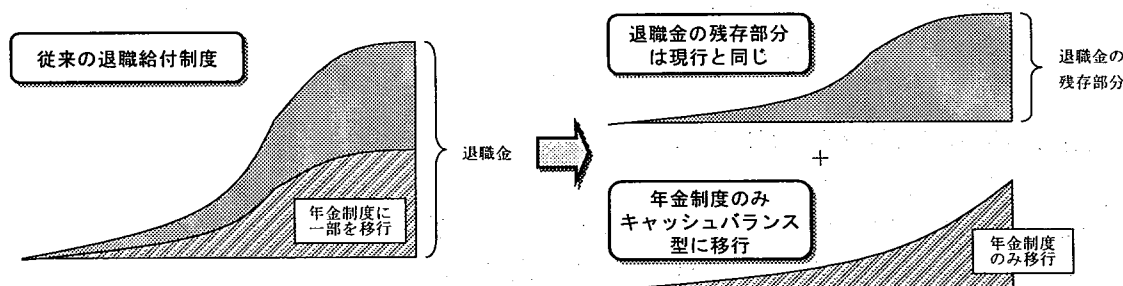 従来の退職給付制度
退職金
年金制度に
一部を移行
退職金の残存部分
は現行と同じ
退職金の
残存部分
+
年金制度のみ
キャッシュバランス
型に移行
年金制度
のみ移行